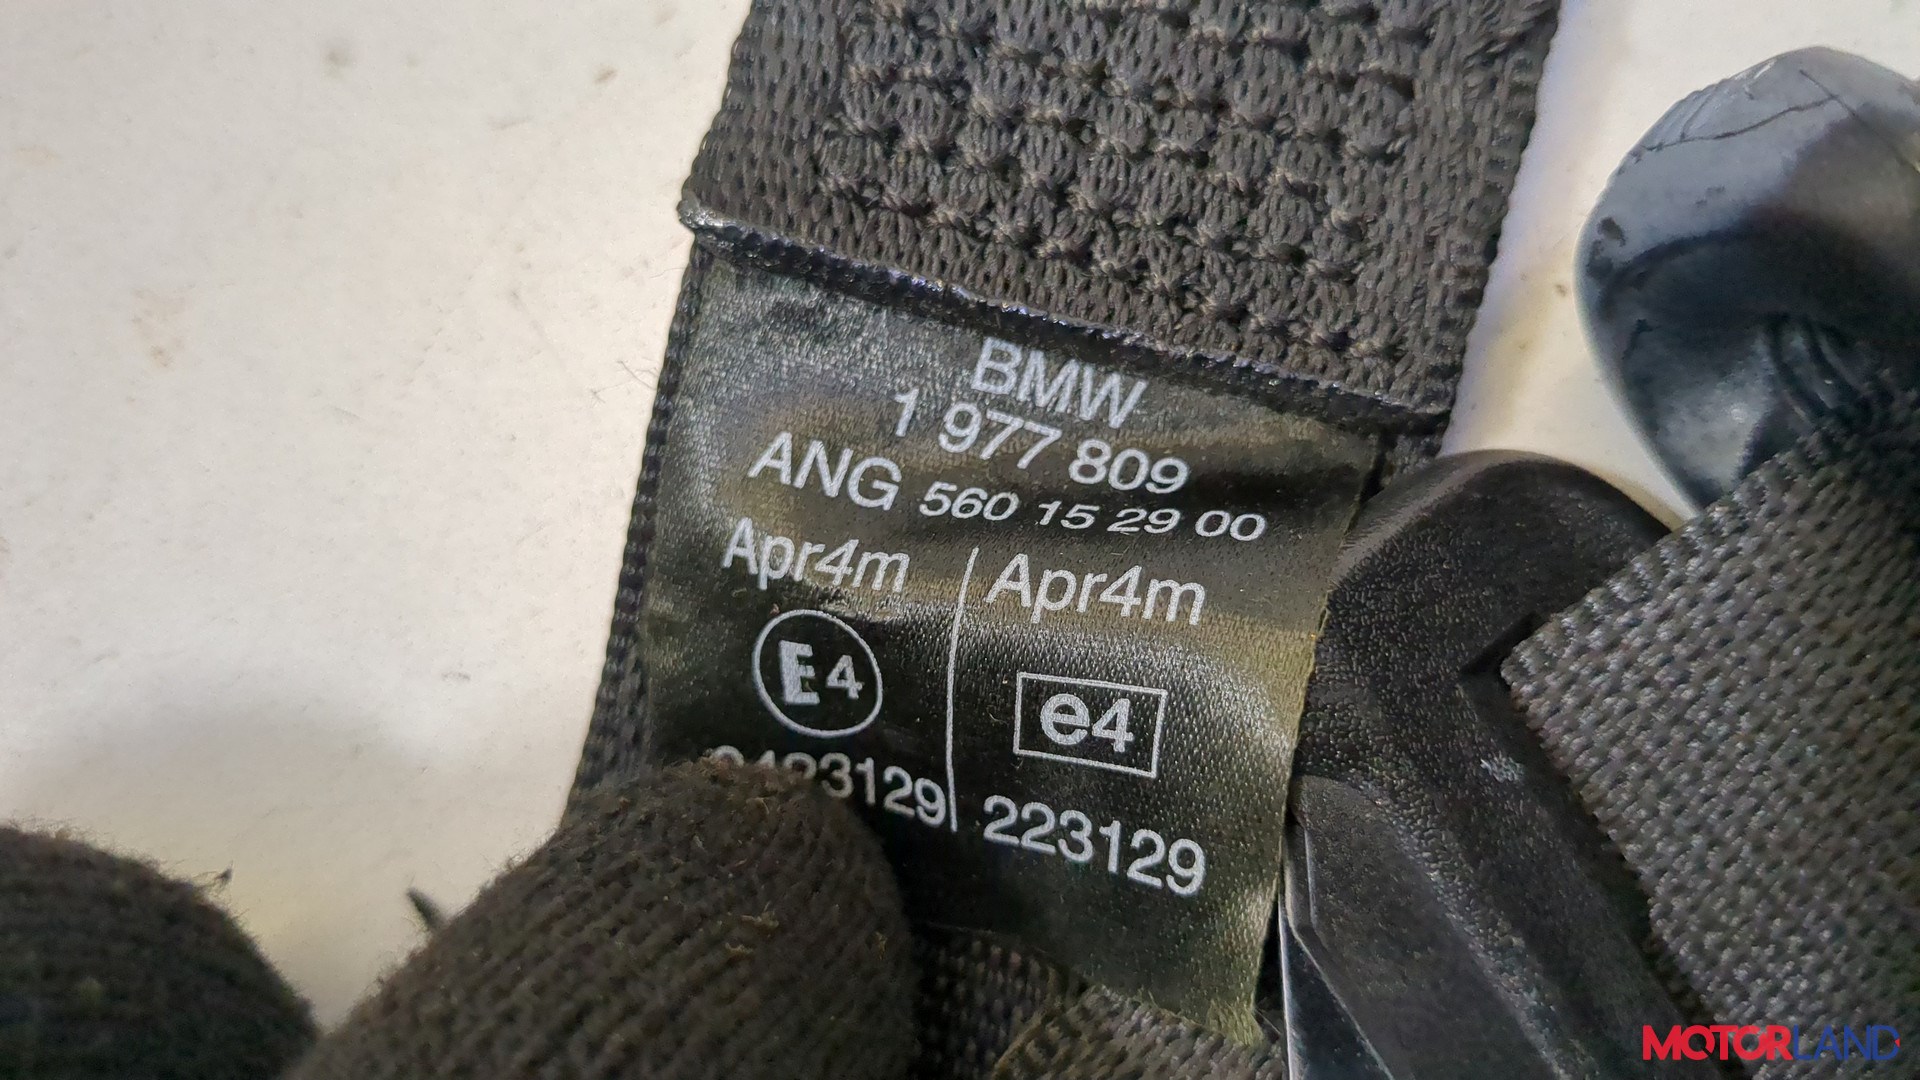 BMW
1 977 809
ANG 560 15 29 00
Apr4m Apr4m
E4 e4
223129
MOTORLAND